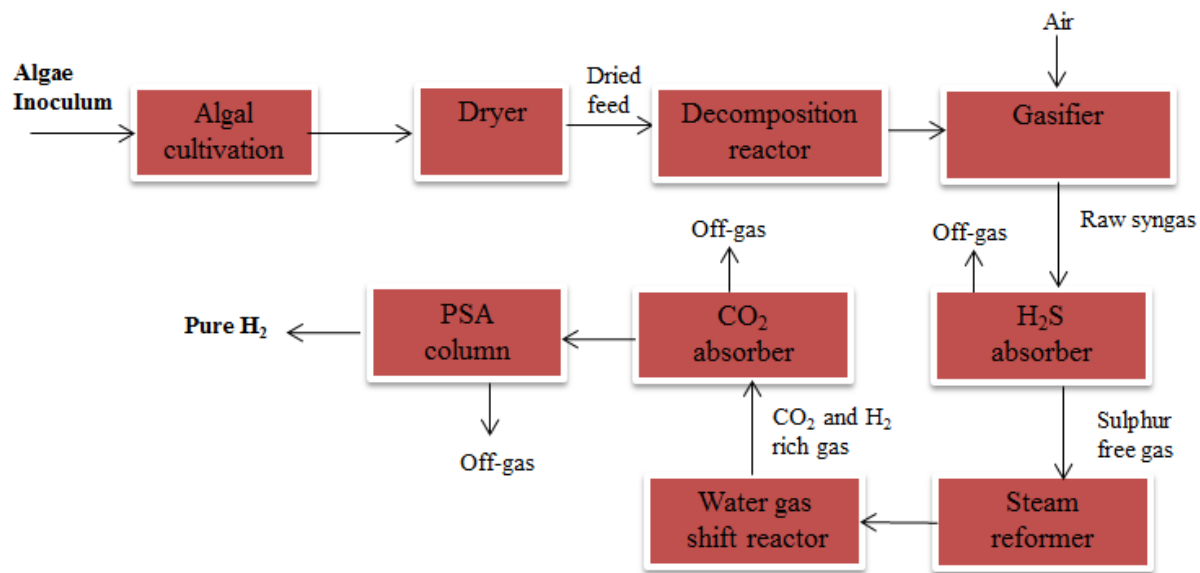 Air
Algae
Inoculum
Algal
cultivation
Dryer
Dried
feed
Decomposition
reactor
Gasifier
Raw syngas
Off-gas
H₂S
absorber
Sulphur
free gas
Steam
reformer
Water gas
shift reactor
CO₂ and H₂
rich gas
CO₂
absorber
Off-gas
PSA
column
Off-gas
Pure H₂